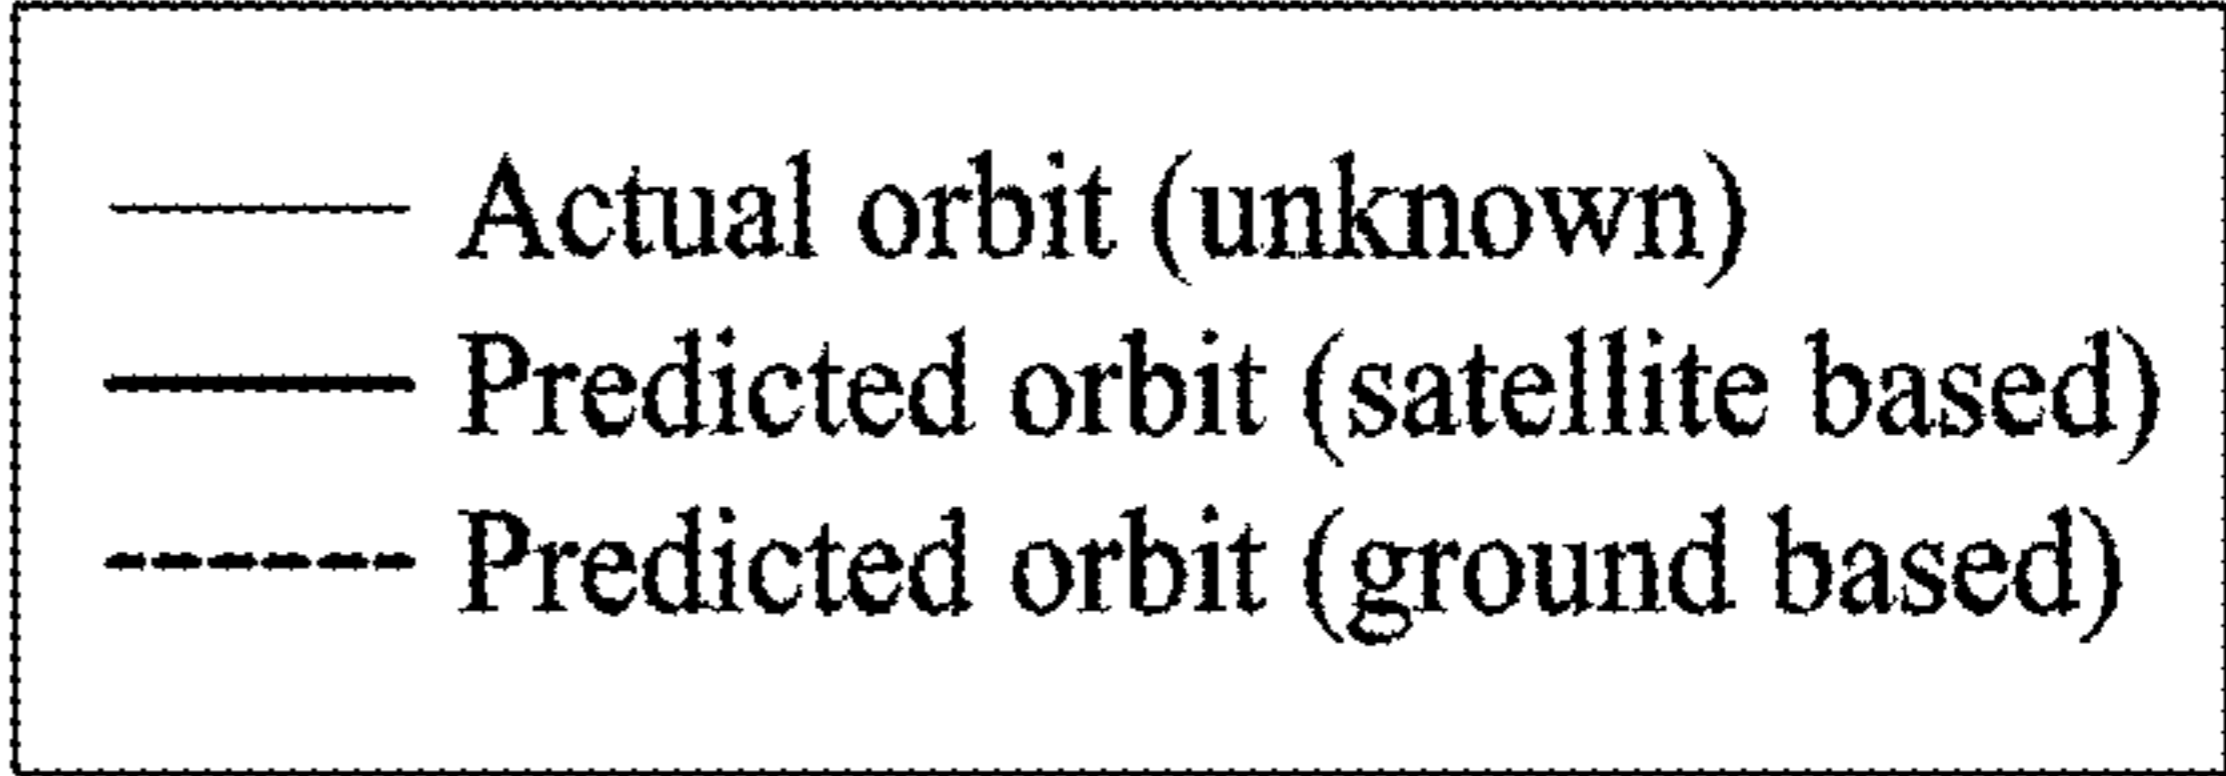 Actual orbit (unknown)
Predicted orbit (satellite based)
Predicted orbit (ground based)